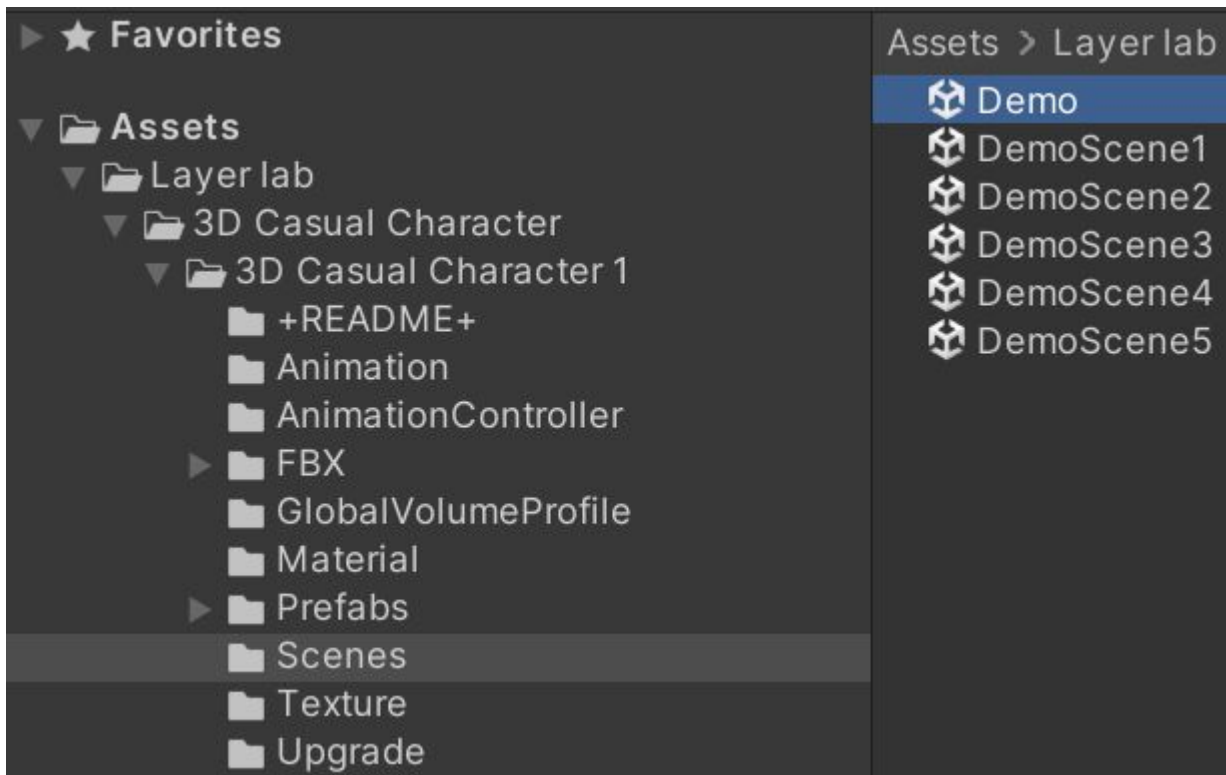 Favorites
Assets
Layer lab
3D Casual Character
3D Casual Character 1
+README+
Animation
AnimationController
FBX
GlobalVolumeProfile
Material
Prefabs
Scenes
Texture
Upgrade
Assets > Layer lab
Demo
DemoScene1
DemoScene2
DemoScene3
DemoScene4
DemoScene5